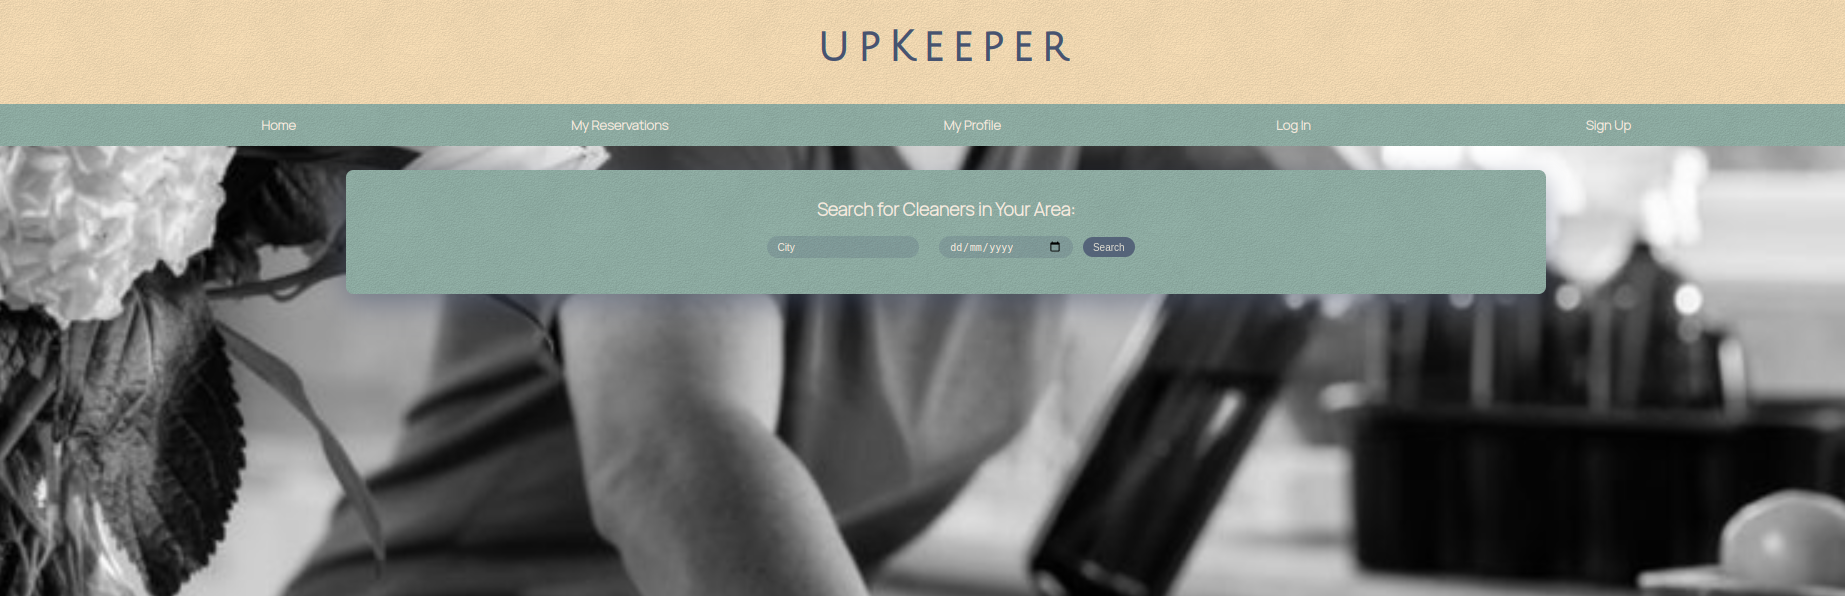 UPKEEPER
Home My Reservations My Profile Log In Sign Up
Search for Cleaners in Your Area:
City dd/mm/yyyy Search